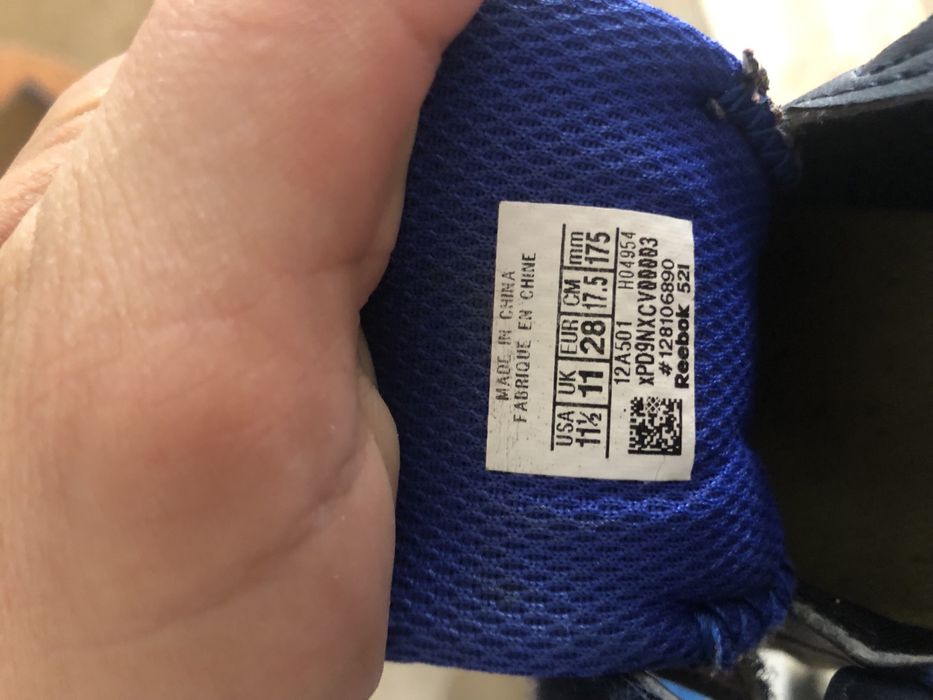 MADE IN CHINA
FABRIQUE EN CHINE
USA UK EUR CM mm
11½ 11 28 17.5 175
12A501 H04954
xPD9NXCV00003
#128106890
Reebok 521